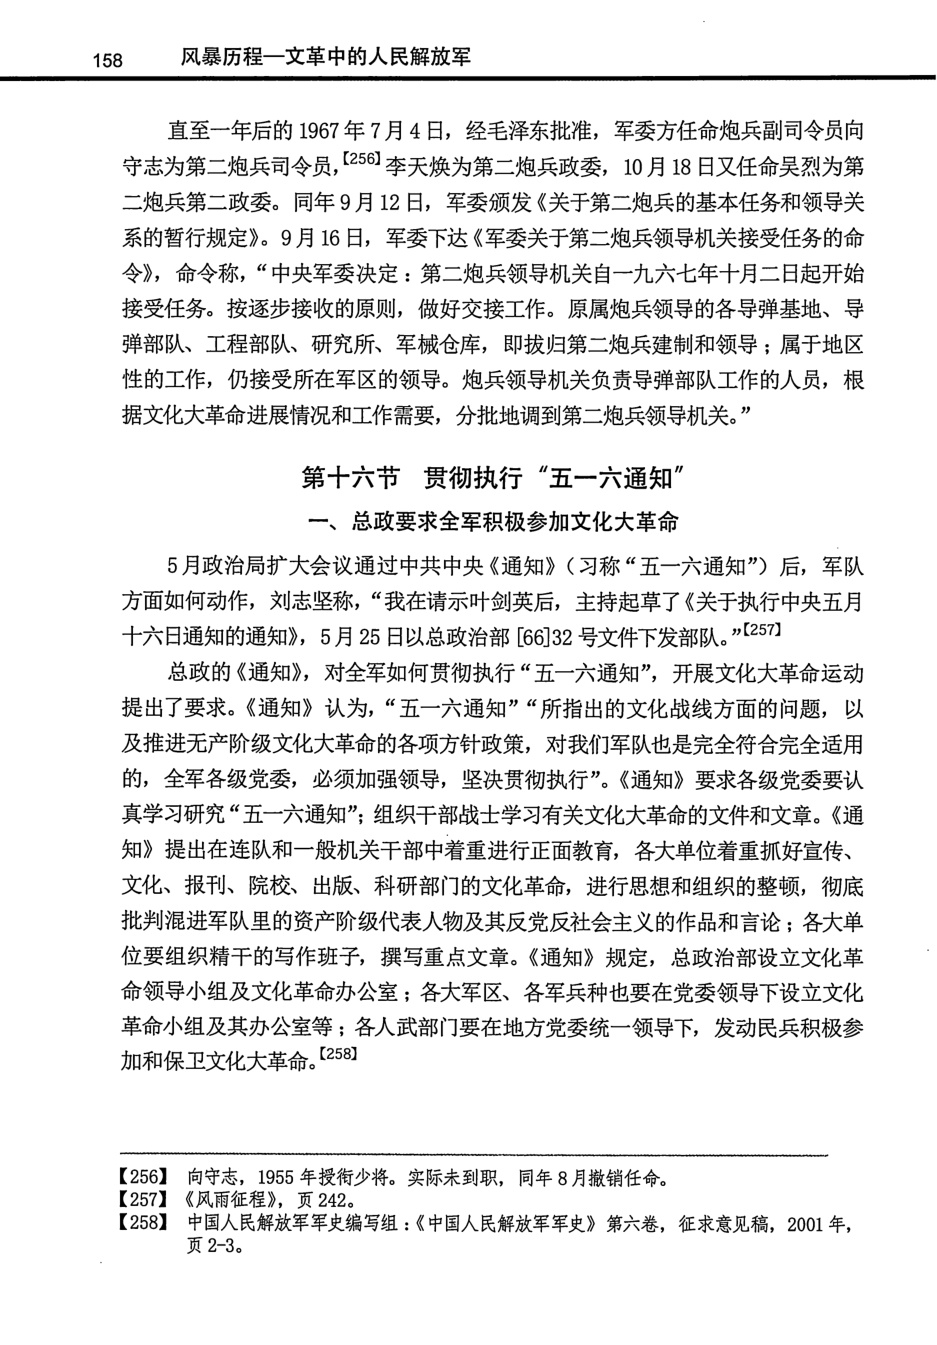 158 风暴历程—文革中的人民解放军
直至一年后的 1967 年 7 月 4 日，经毛泽东批准，军委方任命炮兵副司令员向
守志为第二炮兵司令员，【256】李天焕为第二炮兵政委，10 月 18 日又任命吴烈为第
二炮兵第二政委。同年 9 月 12 日，军委颁发《关于第二炮兵的基本任务和领导关
系的暂行规定》。9 月 16 日，军委下达《军委关于第二炮兵领导机关接受任务的命
令》，命令称，“中央军委决定：第二炮兵领导机关自一九六七年十月二日起开始
接受任务。按逐步接收的原则，做好交接工作。原属炮兵领导的各导弹基地、导
弹部队、工程部队、研究所、军械仓库，即拔归第二炮兵建制和领导；属于地区
性的工作，仍接受所在军区的领导。炮兵领导机关负责导弹部队工作的人员，根
据文化大革命进展情况和工作需要，分批地调到第二炮兵领导机关。”
第十六节 贯彻执行“五一六通知”
一、总政要求全军积极参加文化大革命
5 月政治局扩大会议通过中共中央《通知》（习称“五一六通知”）后，军队
方面如何动作，刘志坚称，“我在请示叶剑英后，主持起草了《关于执行中央五月
十六日通知的通知》，5 月 25 日以总政治部 [66]32 号文件下发部队。”【257】
总政的《通知》，对全军如何贯彻执行“五一六通知”，开展文化大革命运动
提出了要求。《通知》认为，“五一六通知”“所指出的文化战线方面的问题，以
及推进无产阶级文化大革命的各项方针政策，对我们军队也是完全符合完全适用
的，全军各级党委，必须加强领导，坚决贯彻执行”。《通知》要求各级党委要认
真学习研究“五一六通知”；组织干部战士学习有关文化大革命的文件和文章。《通
知》提出在连队和一般机关干部中着重进行正面教育，各大单位着重抓好宣传、
文化、报刊、院校、出版、科研部门的文化革命，进行思想和组织的整顿，彻底
批判混进军队里的资产阶级代表人物及其反党反社会主义的作品和言论；各大单
位要组织精干的写作班子，撰写重点文章。《通知》规定，总政治部设立文化革
命领导小组及文化革命办公室；各大军区、各军兵种也要在党委领导下设立文化
革命小组及其办公室等；各人武部门要在地方党委统一领导下，发动民兵积极参
加和保卫文化大革命。【258】
【256】 向守志，1955 年授衔少将。实际未到职，同年 8 月撤销任命。
【257】 《风雨征程》，页 242。
【258】 中国人民解放军军史编写组：《中国人民解放军军史》第六卷，征求意见稿，2001 年，
页 2-3。